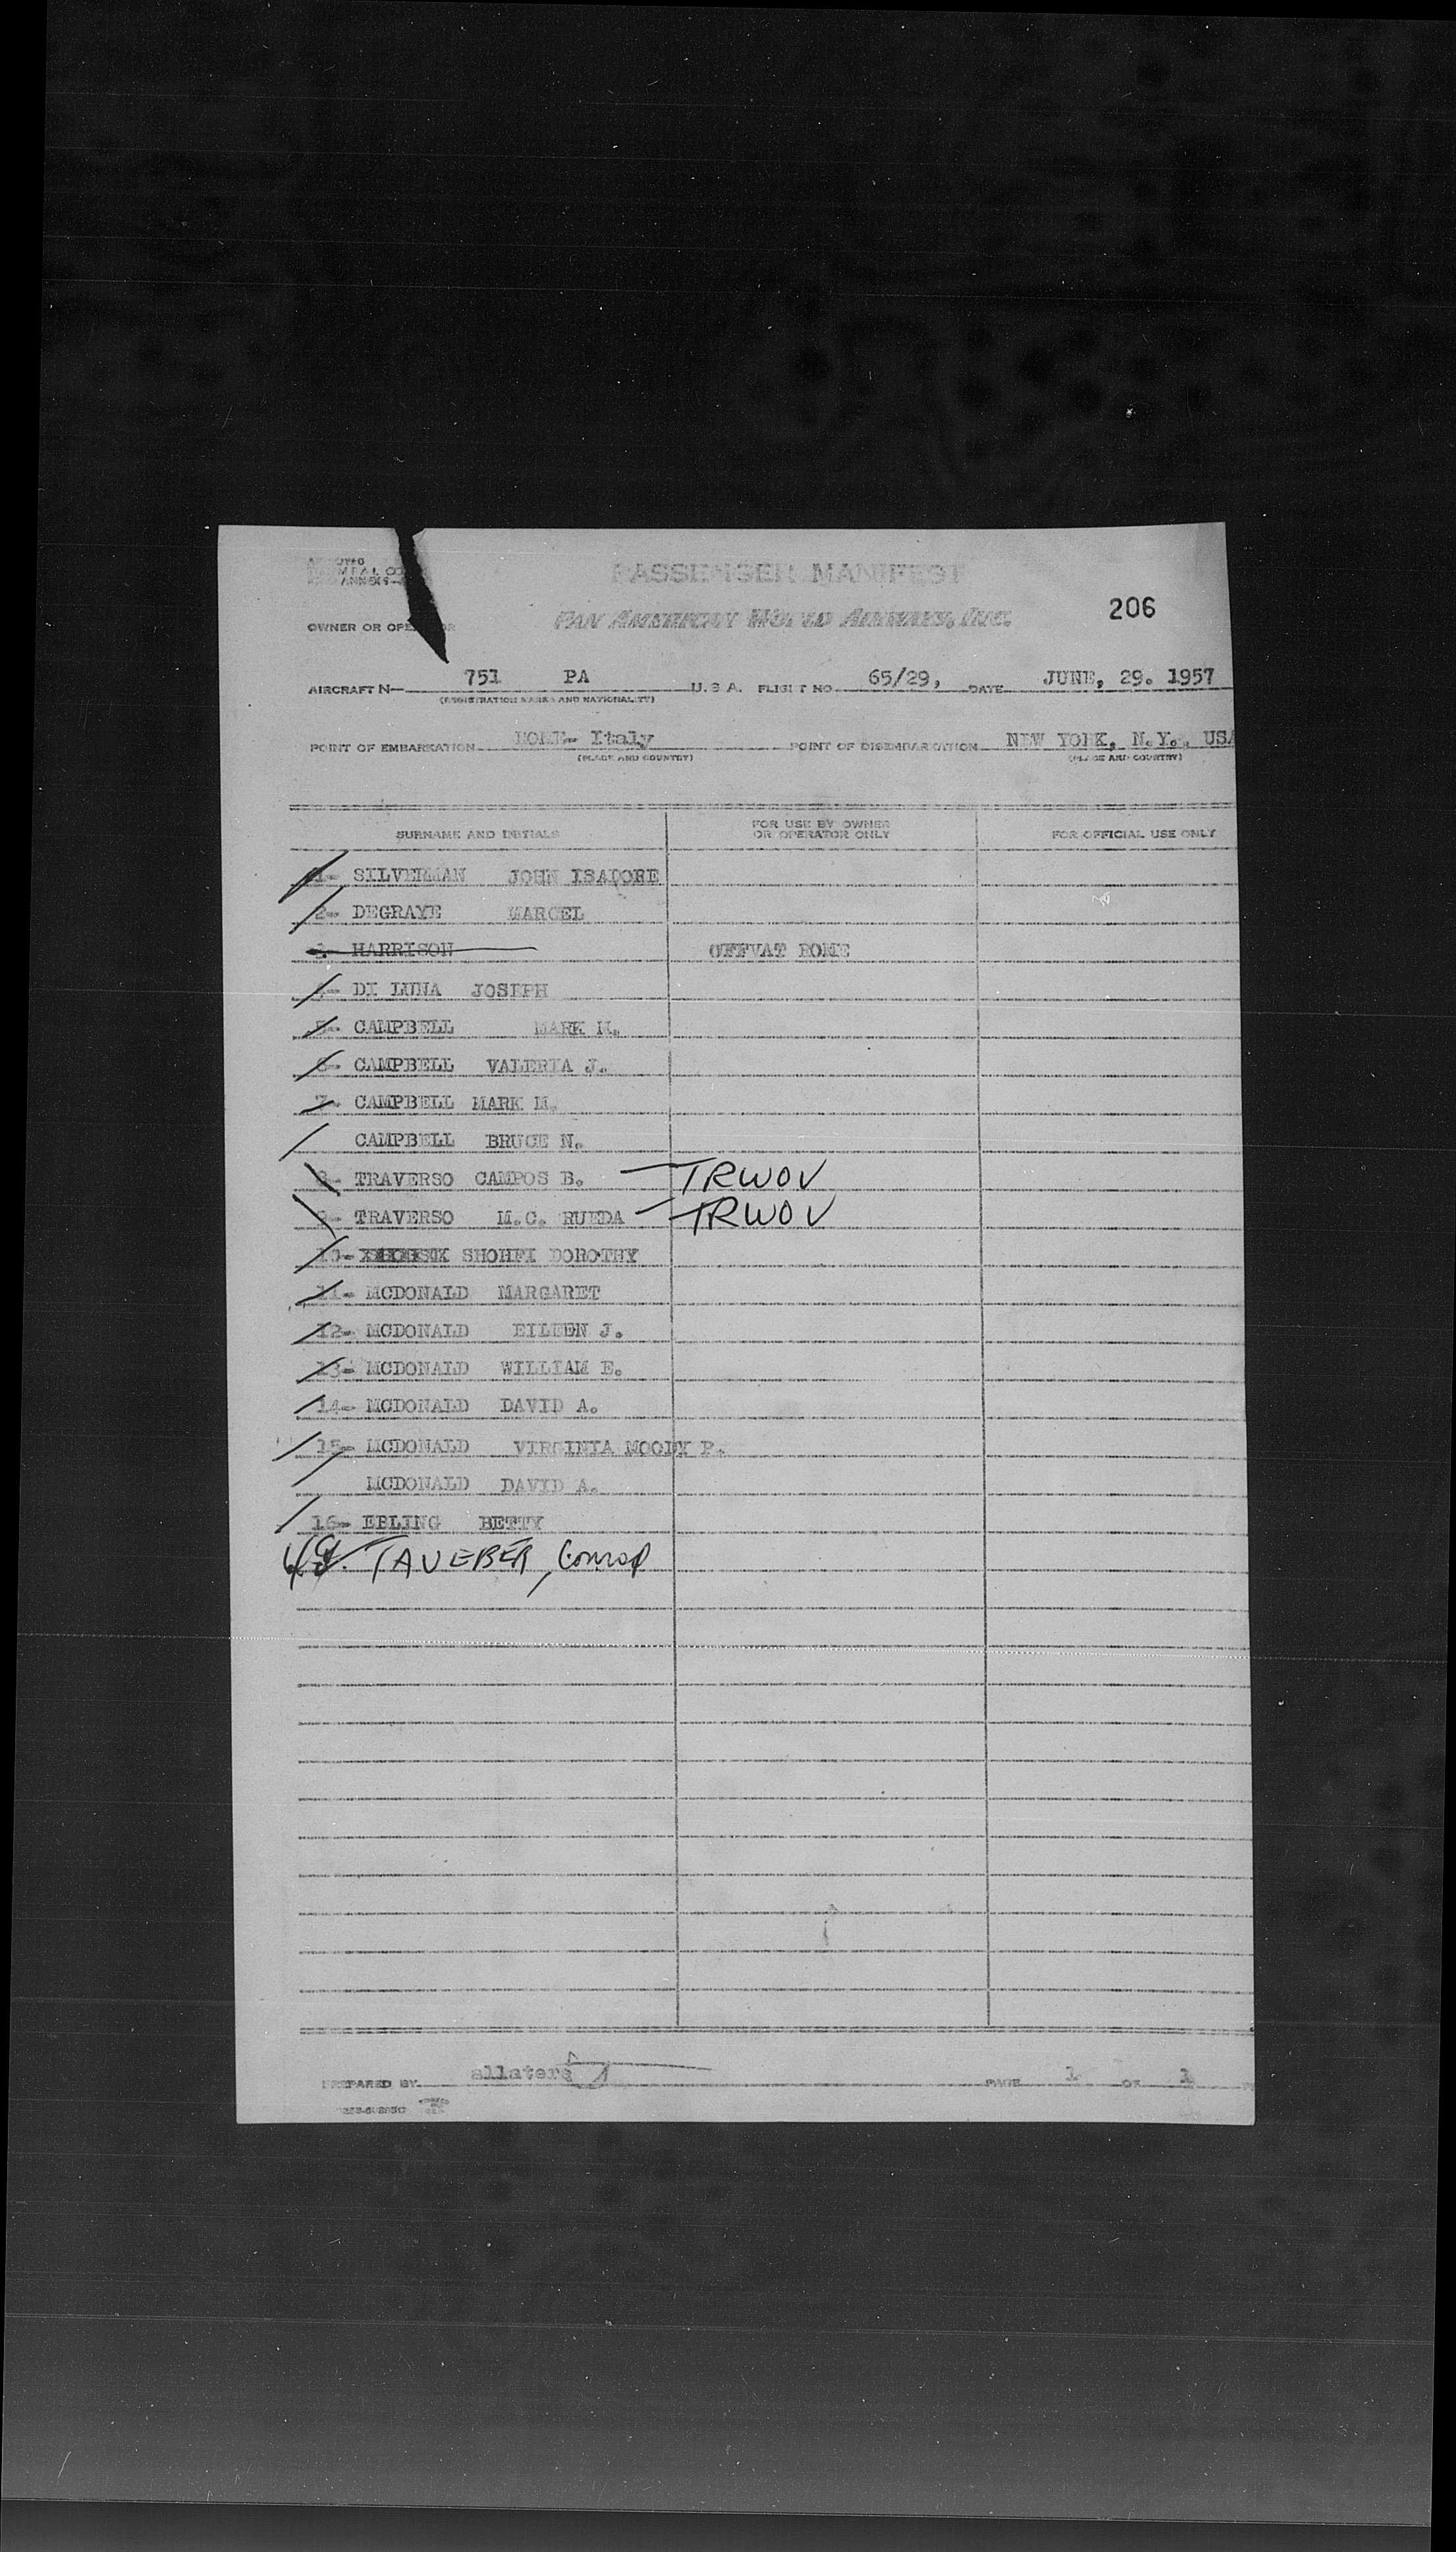 PASSENGER MANIFEST
PAN AMERICAN WORLD AIRWAYS, INC.
206
OWNER OR OPERATOR
AIRCRAFT N— 751 PA U.S.A. FLIGHT NO. 65/29, DATE JUNE, 29. 1957
(REGISTRATION MARKS AND NATIONALITY)
POINT OF EMBARKATION ROME- Italy POINT OF DISEMBARCATION NEW YORK, N.Y., USA
(PLACE AND COUNTRY) (PLACE AND COUNTRY)
SURNAME AND INITIALS FOR USE BY OWNER OR OPERATOR ONLY FOR OFFICIAL USE ONLY
1- SILVERMAN JOHN ISADORE
2- DEGRAYE MARCEL
3- HARRISON OFFVAT ROME
4- DI LUNA JOSEPH
5- CAMPBELL MARK M.
6- CAMPBELL VALERIA J.
7- CAMPBELL MARK M.
CAMPBELL BRUCE N.
8- TRAVERSO CAMPOS B. — TRWOV
9- TRAVERSO M.C. RUEDA — TRWOV
10- SHOHFI DOROTHY
11- MCDONALD MARGARET
12- MCDONALD EILEEN J.
13- MCDONALD WILLIAM E.
14- MCDONALD DAVID A.
15- MCDONALD VIRGINIA MOODY P.
MCDONALD DAVID A.
16- EBLING BETTY
TAUEBER, Conrad
PREPARED BY allatere PAGE 1 OF 1